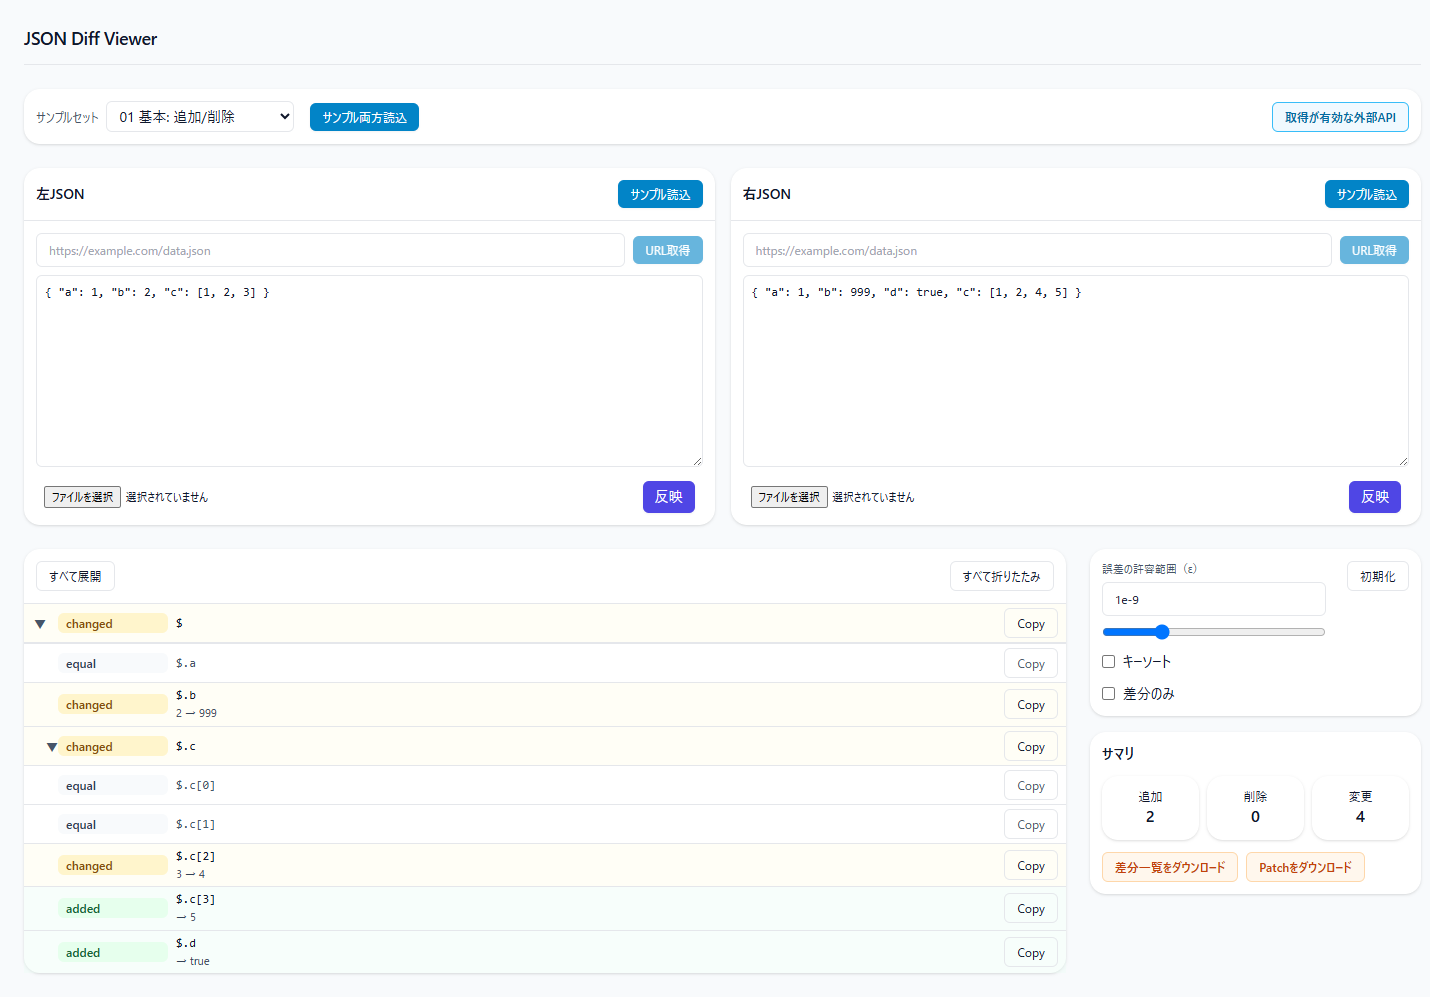 JSON Diff Viewer
サンプルセット 01 基本: 追加/削除 サンプル両方読込 取得が有効な外部API
左JSON サンプル読込
https://example.com/data.json URL取得
{ "a": 1, "b": 2, "c": [1, 2, 3] }
ファイルを選択 選択されていません 反映
右JSON サンプル読込
https://example.com/data.json URL取得
{ "a": 1, "b": 999, "d": true, "c": [1, 2, 4, 5] }
ファイルを選択 選択されていません 反映
すべて展開 すべて折りたたみ
▼ changed $ Copy
equal $.a Copy
changed $.b Copy
2 → 999
▼ changed $.c Copy
equal $.c[0] Copy
equal $.c[1] Copy
changed $.c[2] Copy
3 → 4
added $.c[3] Copy
→ 5
added $.d Copy
→ true
誤差の許容範囲（ε） 初期化
1e-9
キーソート
差分のみ
サマリ
追加 削除 変更
2 0 4
差分一覧をダウンロード Patchをダウンロード